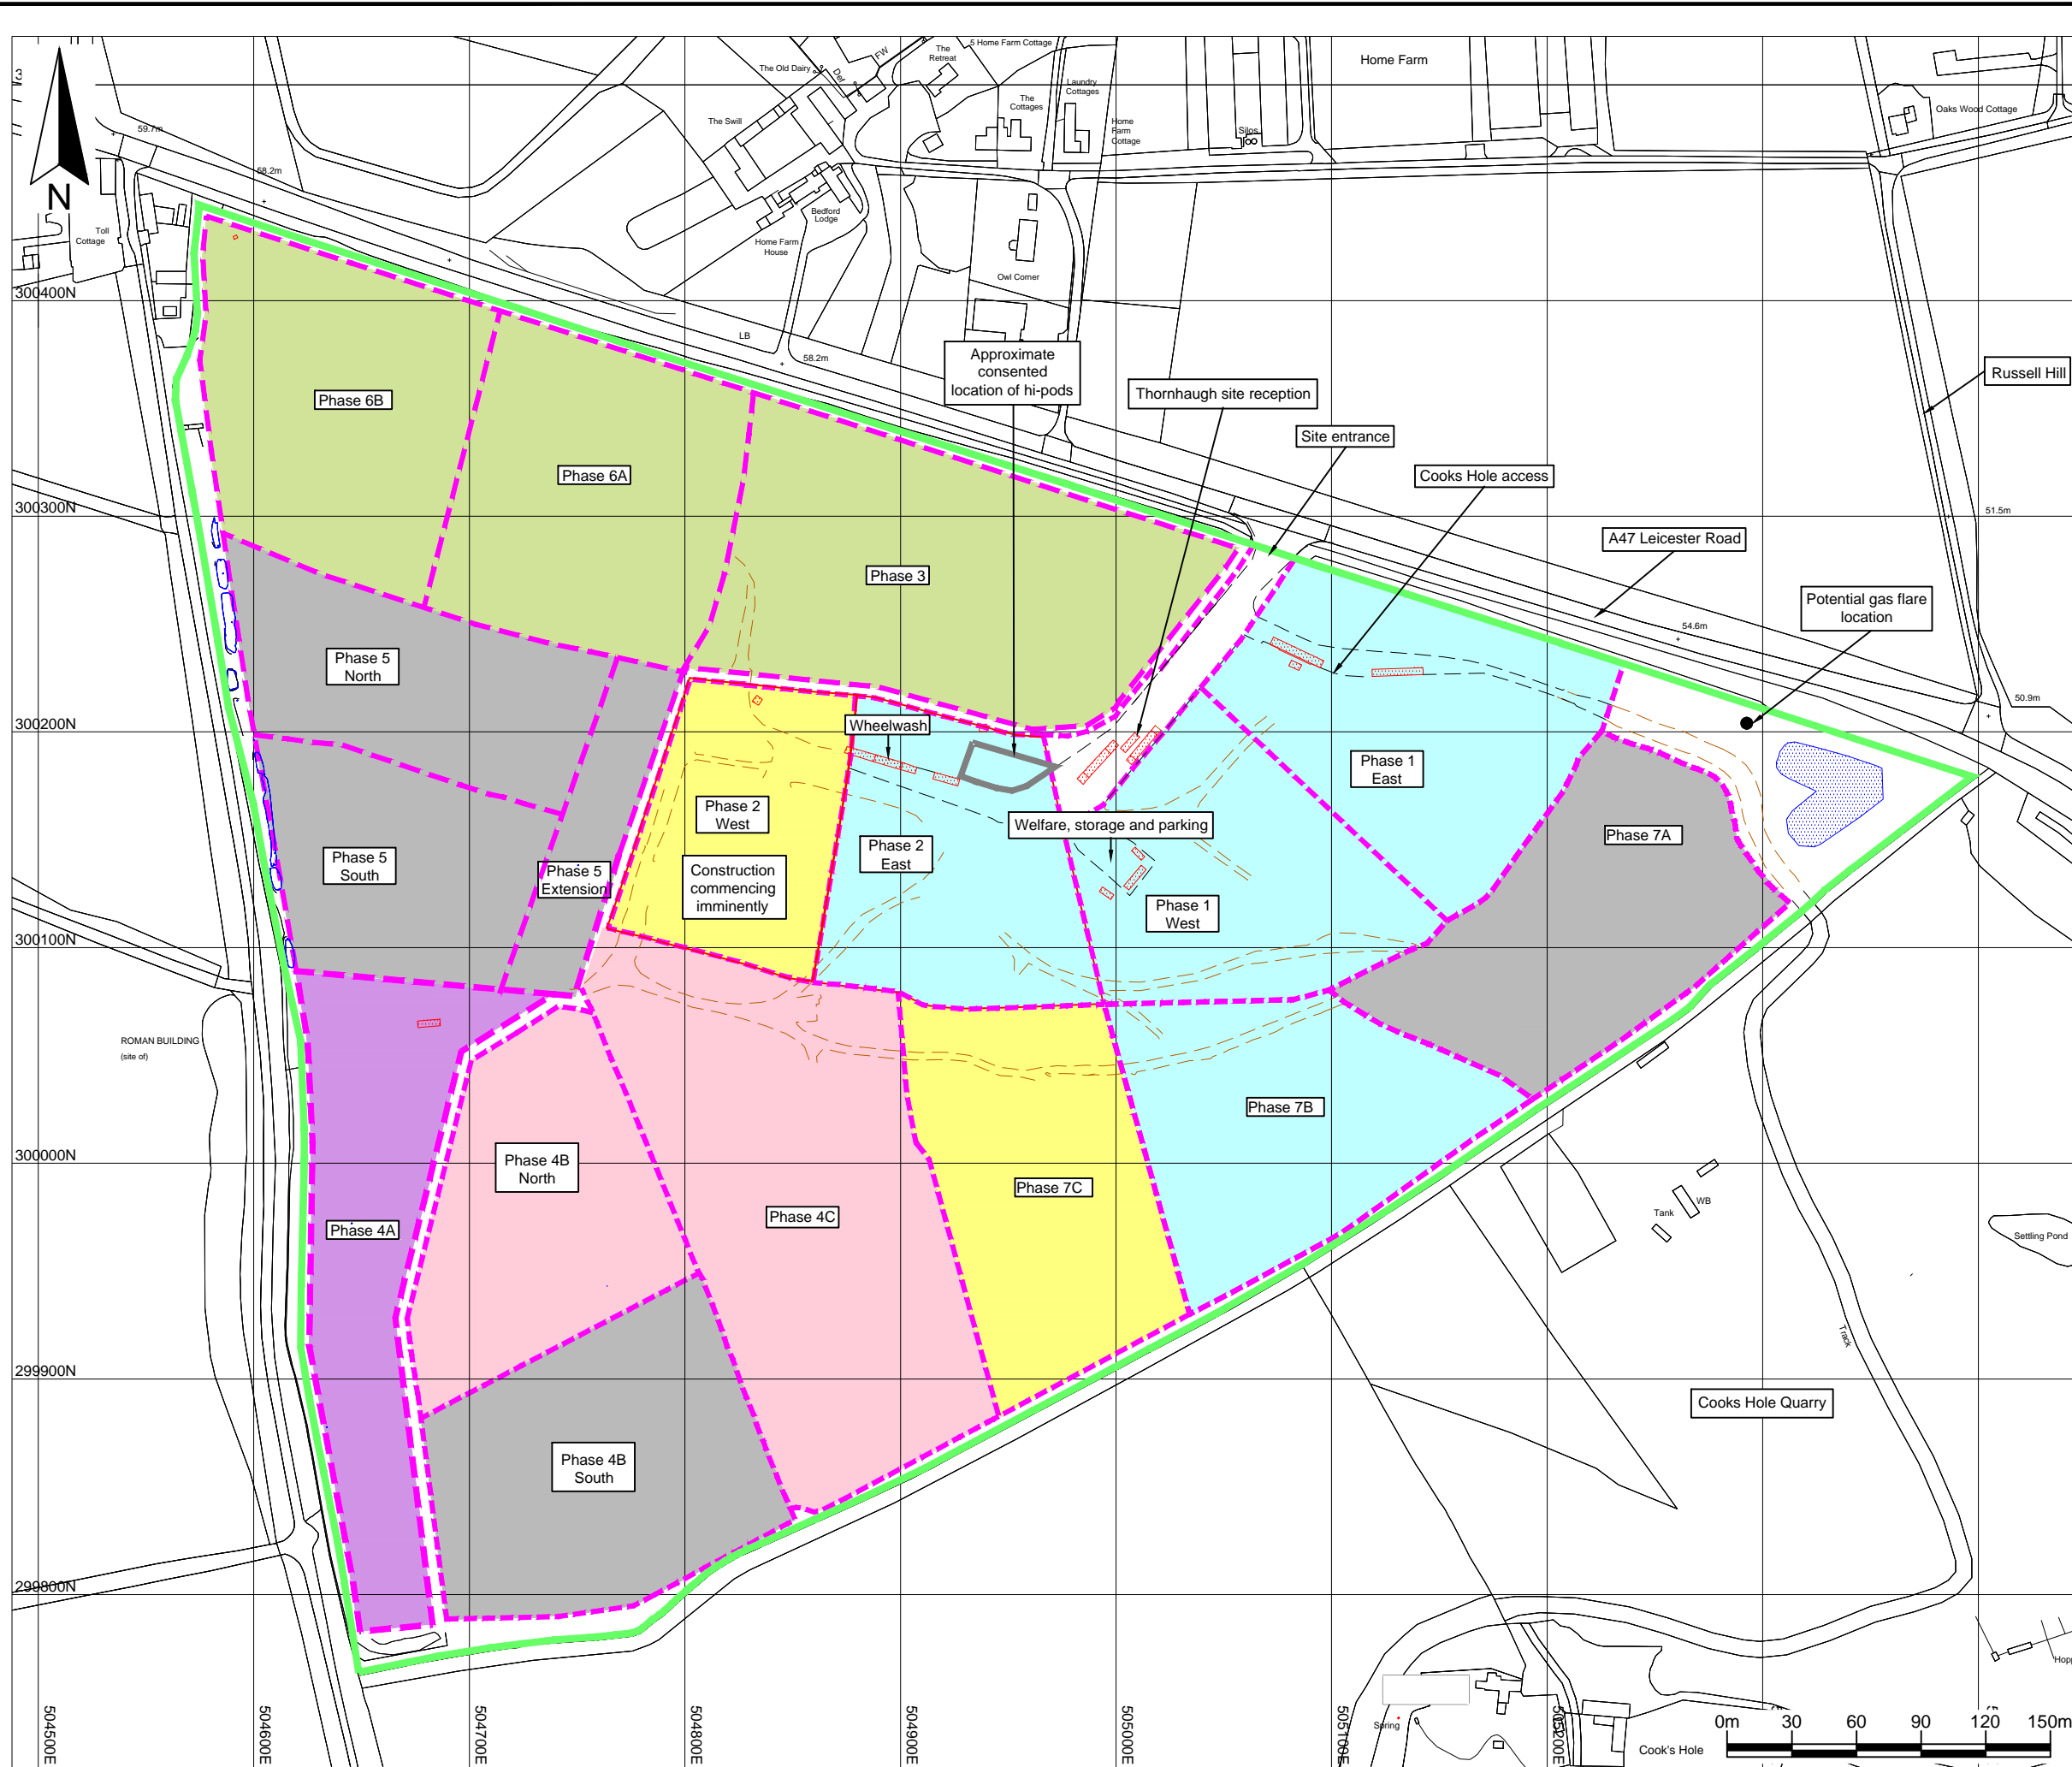 5 Home Farm Cottage
FW
The
Retreat
Home Farm
The Old Dairy
Def
Laundry
Cottages
The
Cottages
Oaks Wood Cottage
59.7m
The Swill
Home
Farm
Cottage
Silos
58.2m
N
Bedford
Lodge
Toll
Cottage
Home Farm
House
Owl Corner
300400N
LB
58.2m
Approximate
consented
location of hi-pods
Russell Hill
Thornhaugh site reception
Phase 6B
Site entrance
Phase 6A
Cooks Hole access
300300N
51.5m
A47 Leicester Road
Phase 3
Potential gas flare
location
54.6m
Phase 5
North
50.9m
300200N
Wheelwash
Phase 1
East
Phase 2
West
Welfare, storage and parking
Phase 7A
Phase 2
East
Phase 5
South
Phase 5
Extension
Construction
commencing
imminently
Phase 1
West
300100N
ROMAN BUILDING
(site of)
Phase 7B
300000N
Phase 4B
North
Phase 7C
WB
Tank
Phase 4C
Phase 4A
Settling Pond
Track
299900N
Cooks Hole Quarry
Phase 4B
South
299800N
504500E
504600E
504700E
504800E
504900E
505000E
505100E
505200E
Spring
Cook's Hole
0m 30 60 90 120 150m